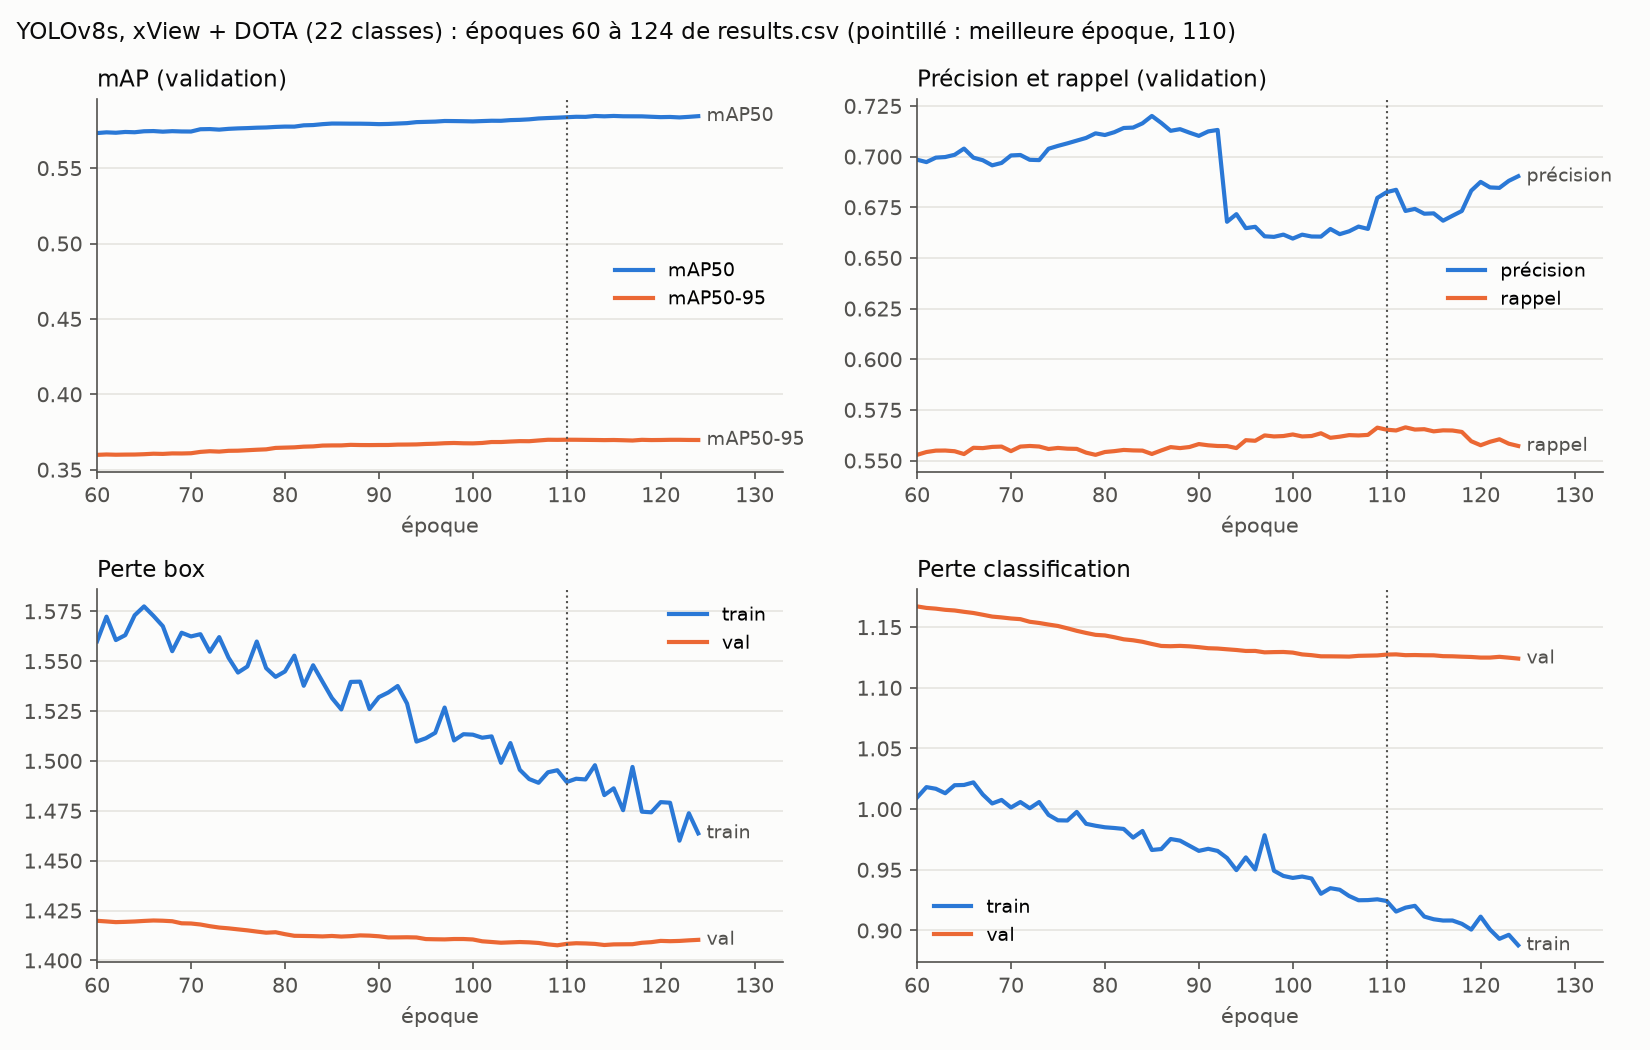 YOLOv8s, xView + DOTA (22 classes) : époques 60 à 124 de results.csv (pointillé : meilleure époque, 110)
mAP (validation)
0.55
0.50
0.45
0.40
0.35
60 70 80 90 100 110 120 130
époque
mAP50
mAP50-95
mAP50
mAP50-95
Précision et rappel (validation)
0.725
0.700
0.675
0.650
0.625
0.600
0.575
0.550
60 70 80 90 100 110 120 130
époque
précision
rappel
précision
rappel
Perte box
1.575
1.550
1.525
1.500
1.475
1.450
1.425
1.400
60 70 80 90 100 110 120 130
époque
train
val
train
val
Perte classification
1.15
1.10
1.05
1.00
0.95
0.90
60 70 80 90 100 110 120 130
époque
val
train
val
train